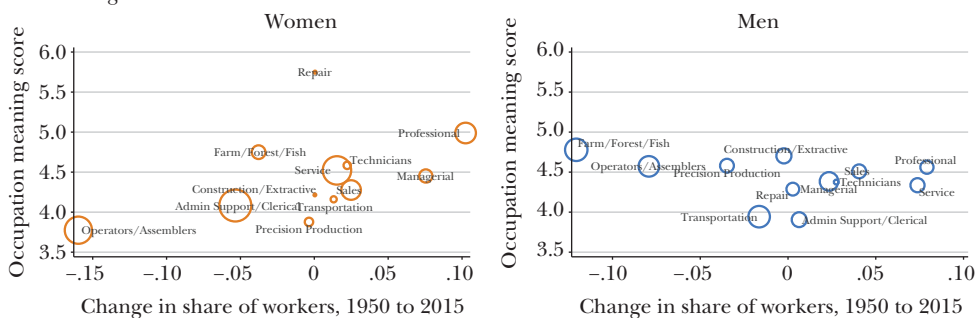 Women
Occupation meaning score
6.0
5.5
5.0
4.5
4.0
3.5
Repair
Professional
Farm/Forest/Fish
Technicians
Service
Managerial
Construction/Extractive
Sales
Admin Support/Clerical
Transportation
Precision Production
Operators/Assemblers
−.15 −.10 −.05 0 .05 .10
Change in share of workers, 1950 to 2015
Men
Occupation meaning score
6.0
5.5
5.0
4.5
4.0
3.5
Farm/Forest/Fish
Construction/Extractive
Operators/Assemblers
Precision Production
Sales
Professional
Technicians
Managerial
Repair
Service
Transportation
Admin Support/Clerical
−.10 −.05 0 .05 .10
Change in share of workers, 1950 to 2015